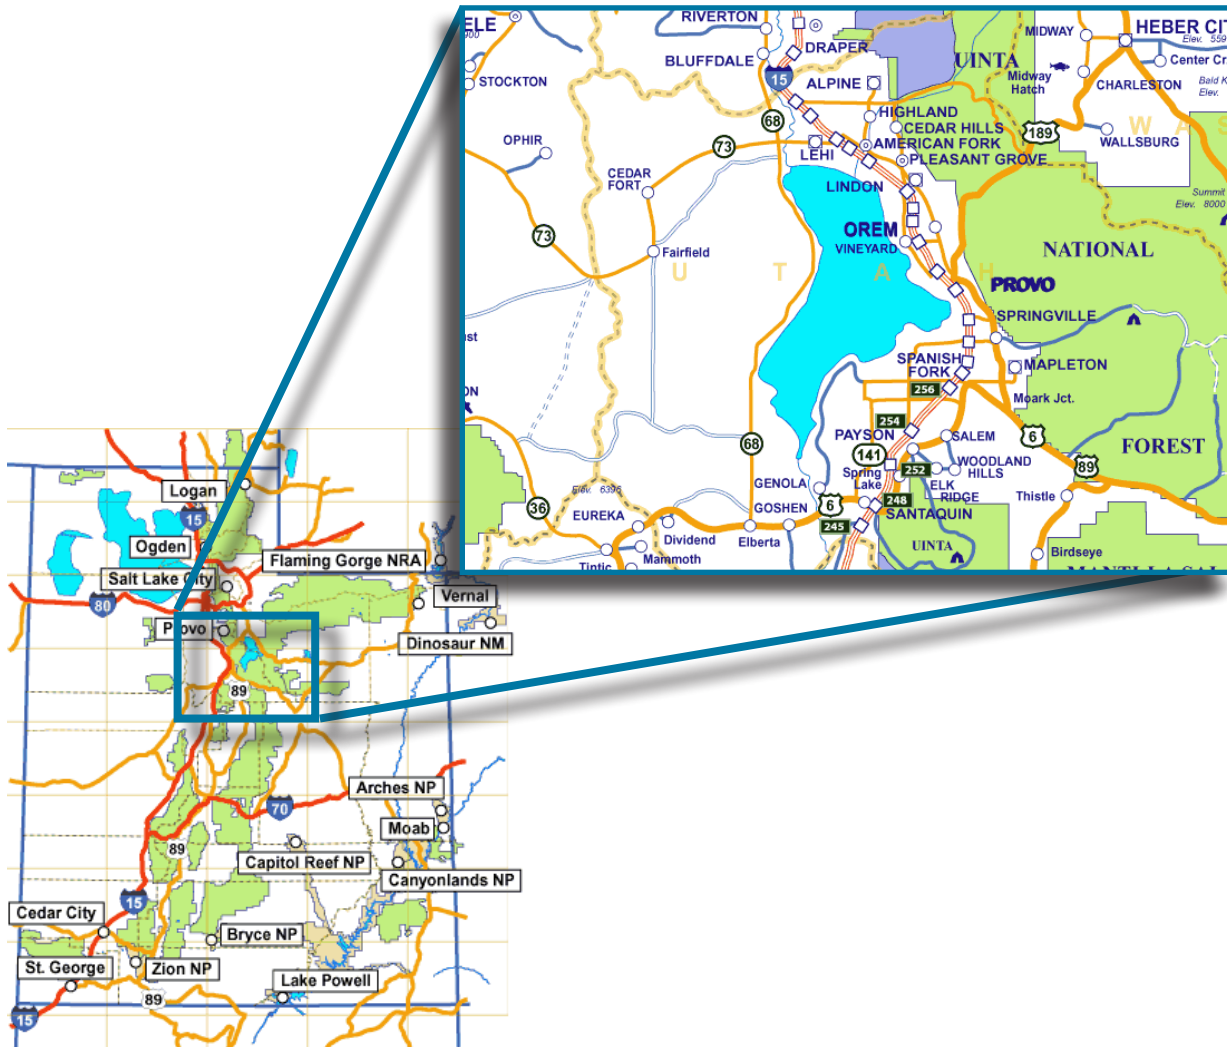 ELE
RIVERTON
DRAPER
MIDWAY
HEBER CIT
Elev. 559
BLUFFDALE
15
ALPINE
UINTA
Midway
Hatch
Center Cr
CHARLESTON
Bald K
Elev.
STOCKTON
HIGHLAND
CEDAR HILLS
68
189
W A S
OPHIR
73
LEHI
AMERICAN FORK
PLEASANT GROVE
WALLSBURG
CEDAR
FORT
LINDON
Summit
Elev. 8000
73
OREM
VINEYARD
NATIONAL
Fairfield
U T A H
PROVO
SPRINGVILLE
ust
SPANISH
FORK
MAPLETON
ON
256
Moark Jct.
254
PAYSON
SALEM
6
FOREST
68
141
Spring
Lake
252
WOODLAND
HILLS
89
Elev. 6396
GENOLA
ELK
RIDGE
Thistle
36
EUREKA
GOSHEN
6
248
SANTAQUIN
Dividend
Elberta
245
UINTA
Birdseye
Tintic
Mammoth
MANTI-LA SAL
Logan
15
Ogden
Flaming Gorge NRA
Salt Lake City
80
Vernal
Provo
Dinosaur NM
89
Arches NP
70
Moab
89
Capitol Reef NP
Canyonlands NP
15
Cedar City
Bryce NP
St. George
Zion NP
Lake Powell
89
15